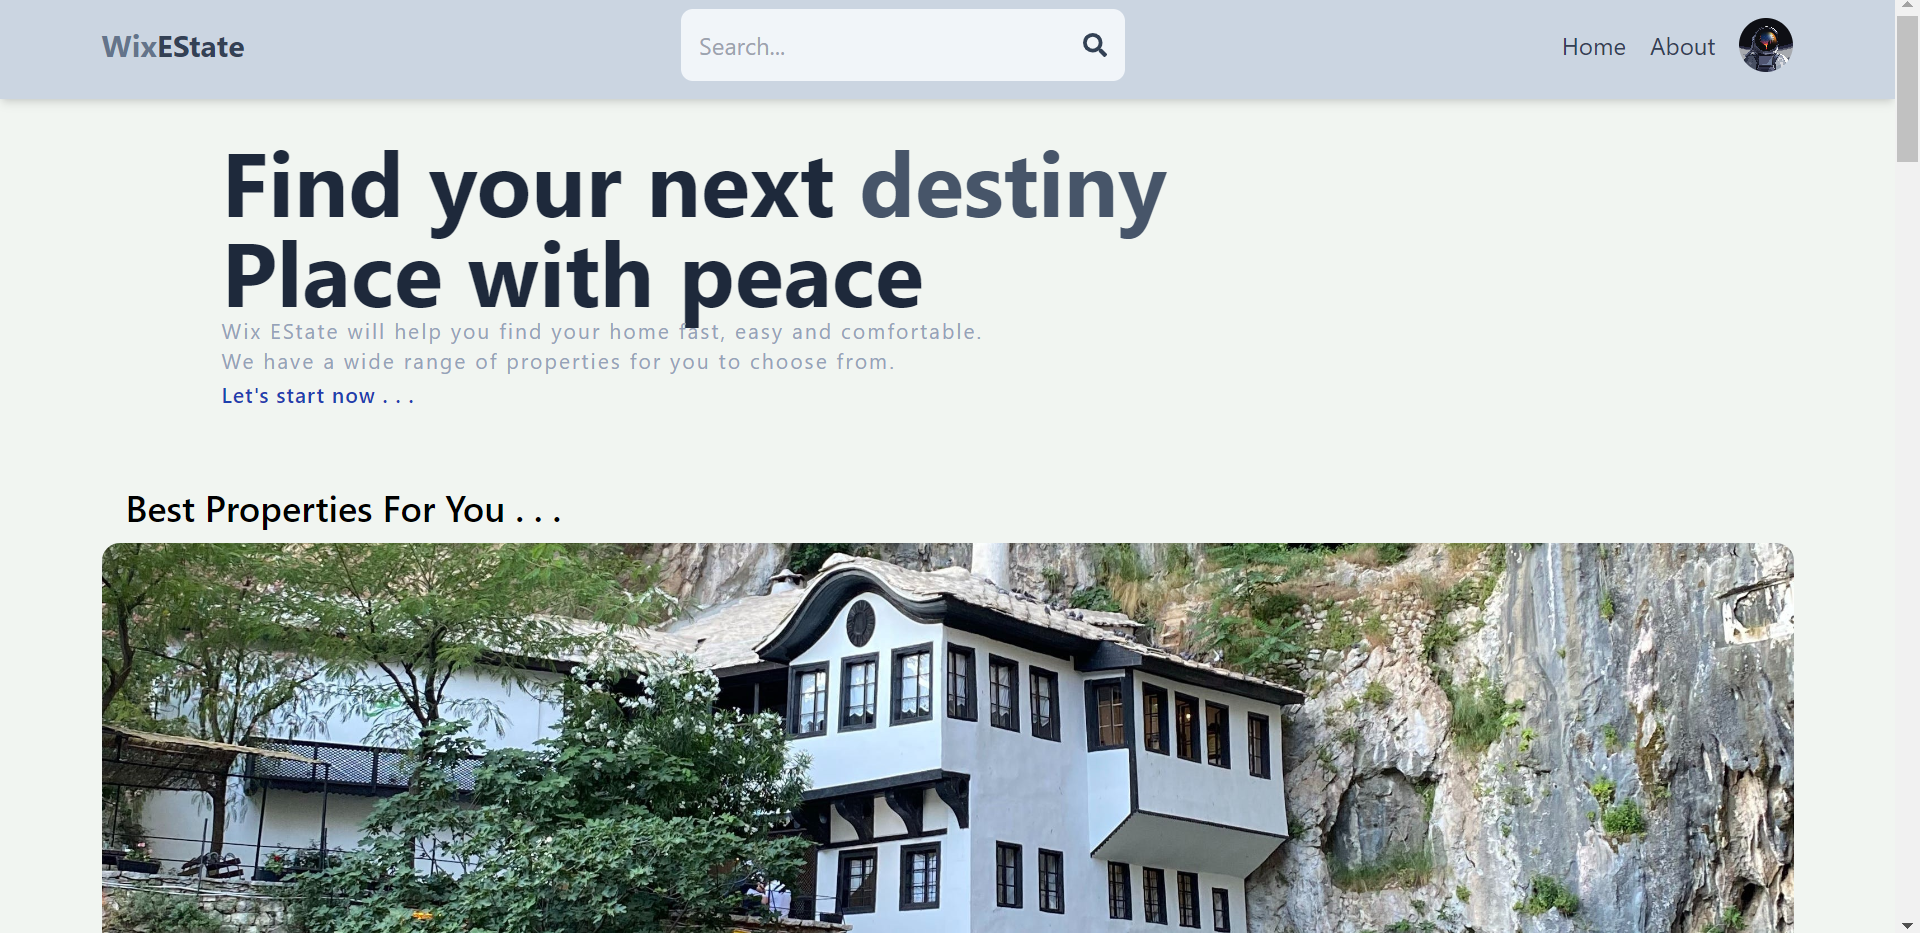 WixEState
Search...
Home
About
Find your next destiny
Place with peace
Wix EState will help you find your home fast, easy and comfortable.
We have a wide range of properties for you to choose from.
Let's start now . . .
Best Properties For You . . .